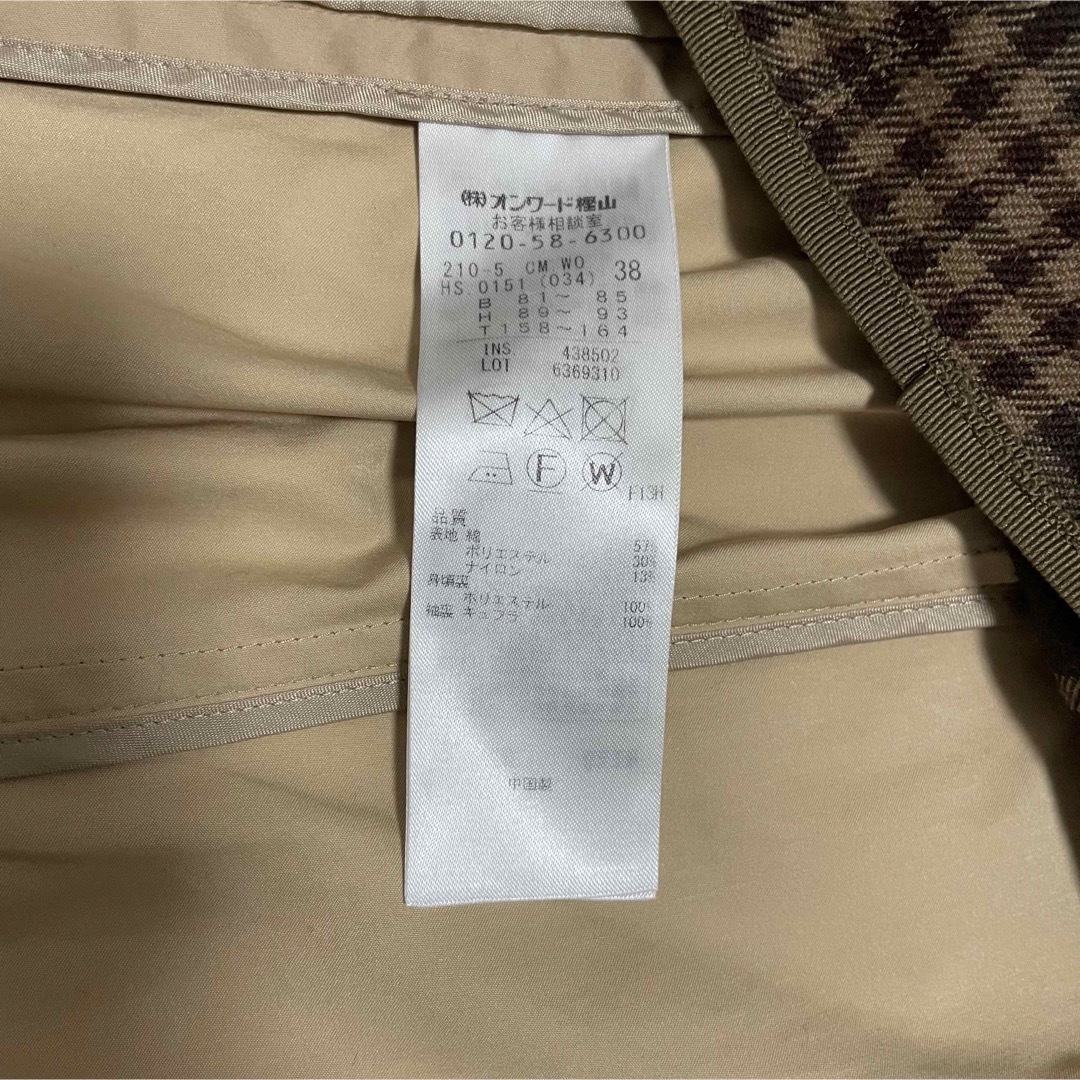 (株)オンワード樫山
お客様相談室
0120-58-6300
210-5 CM WO 38
HS 0151 (034)
B 81～ 85
H 89～ 93
T158～164
INS. 438502
LOT 6369310
F W
F13H
品質
表地 綿 57%
ポリエステル 30%
ナイロン 13%
身頃裏
ポリエステル 100%
袖裏 キュプラ 100%
中国製